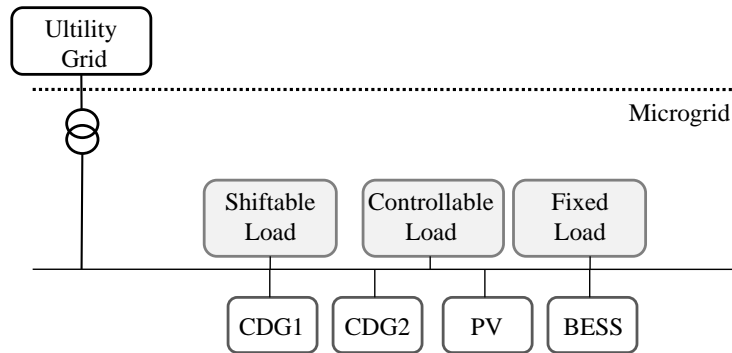 Ultility
Grid
Microgrid
Shiftable
Load
Controllable
Load
Fixed
Load
CDG1
CDG2
PV
BESS